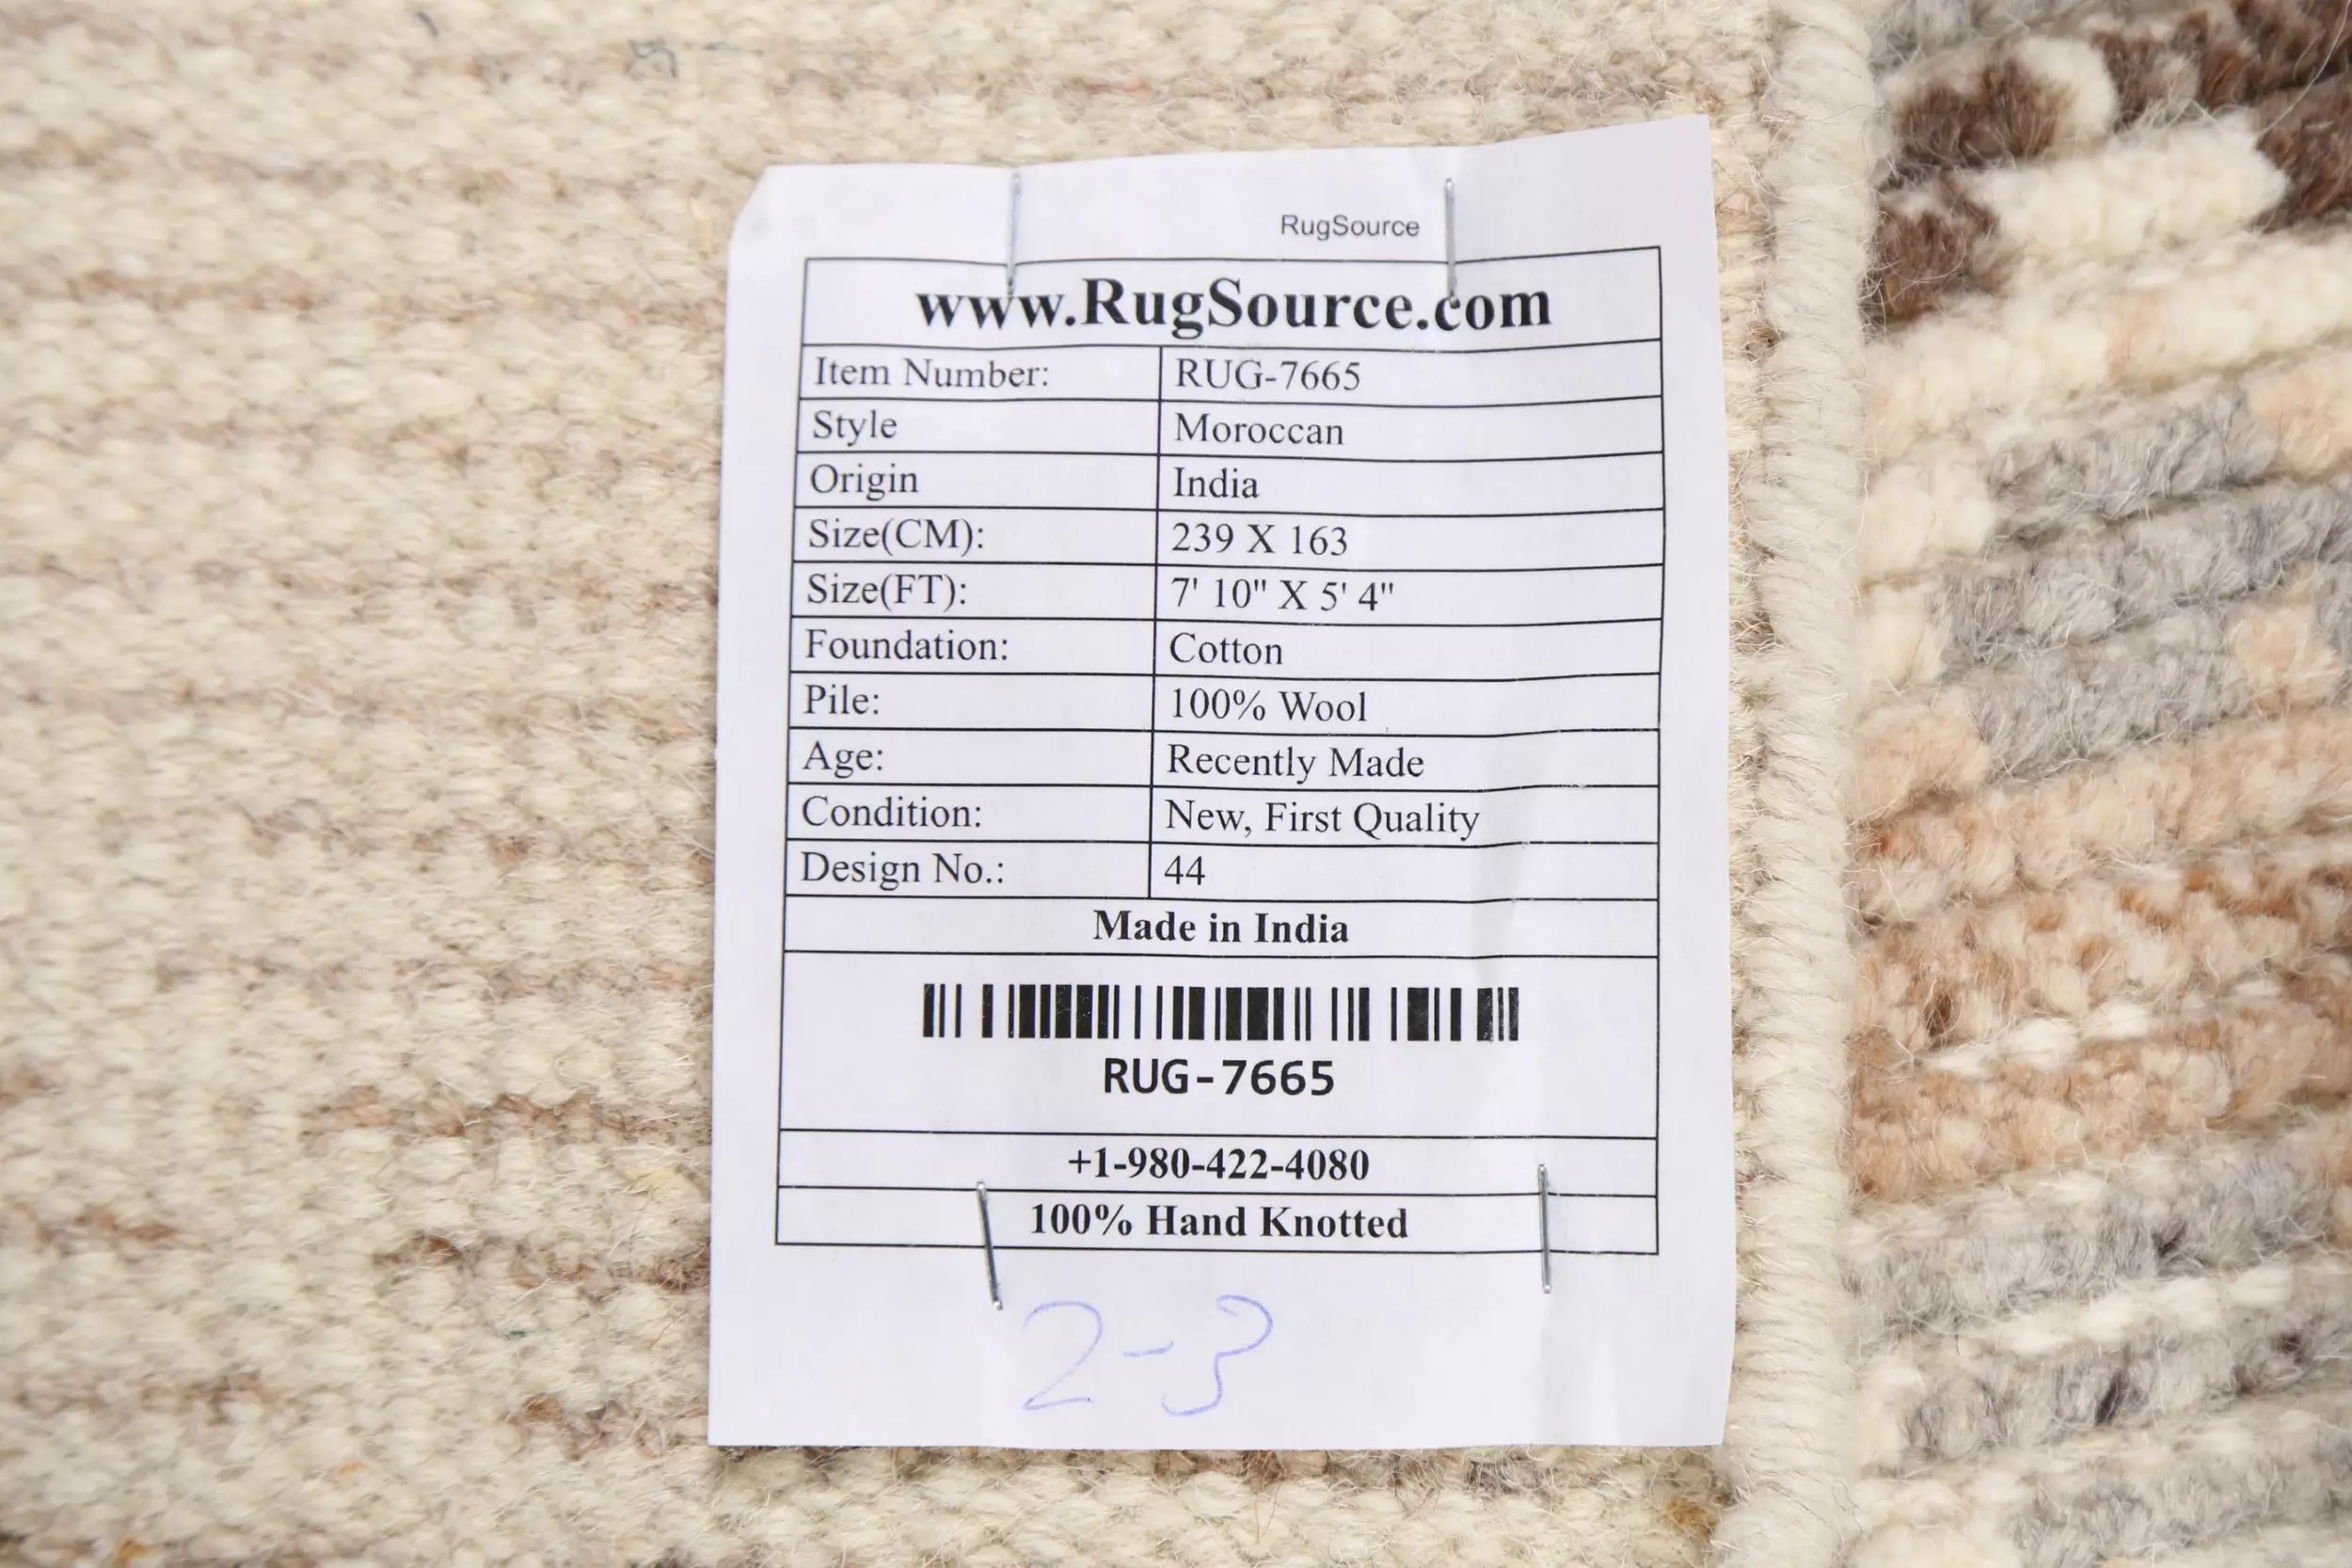 RugSource
www.RugSource.com
Item Number: RUG-7665
Style Moroccan
Origin India
Size(CM): 239 X 163
Size(FT): 7' 10" X 5' 4"
Foundation: Cotton
Pile: 100% Wool
Age: Recently Made
Condition: New, First Quality
Design No.: 44
Made in India
RUG-7665
+1-980-422-4080
100% Hand Knotted
2-3